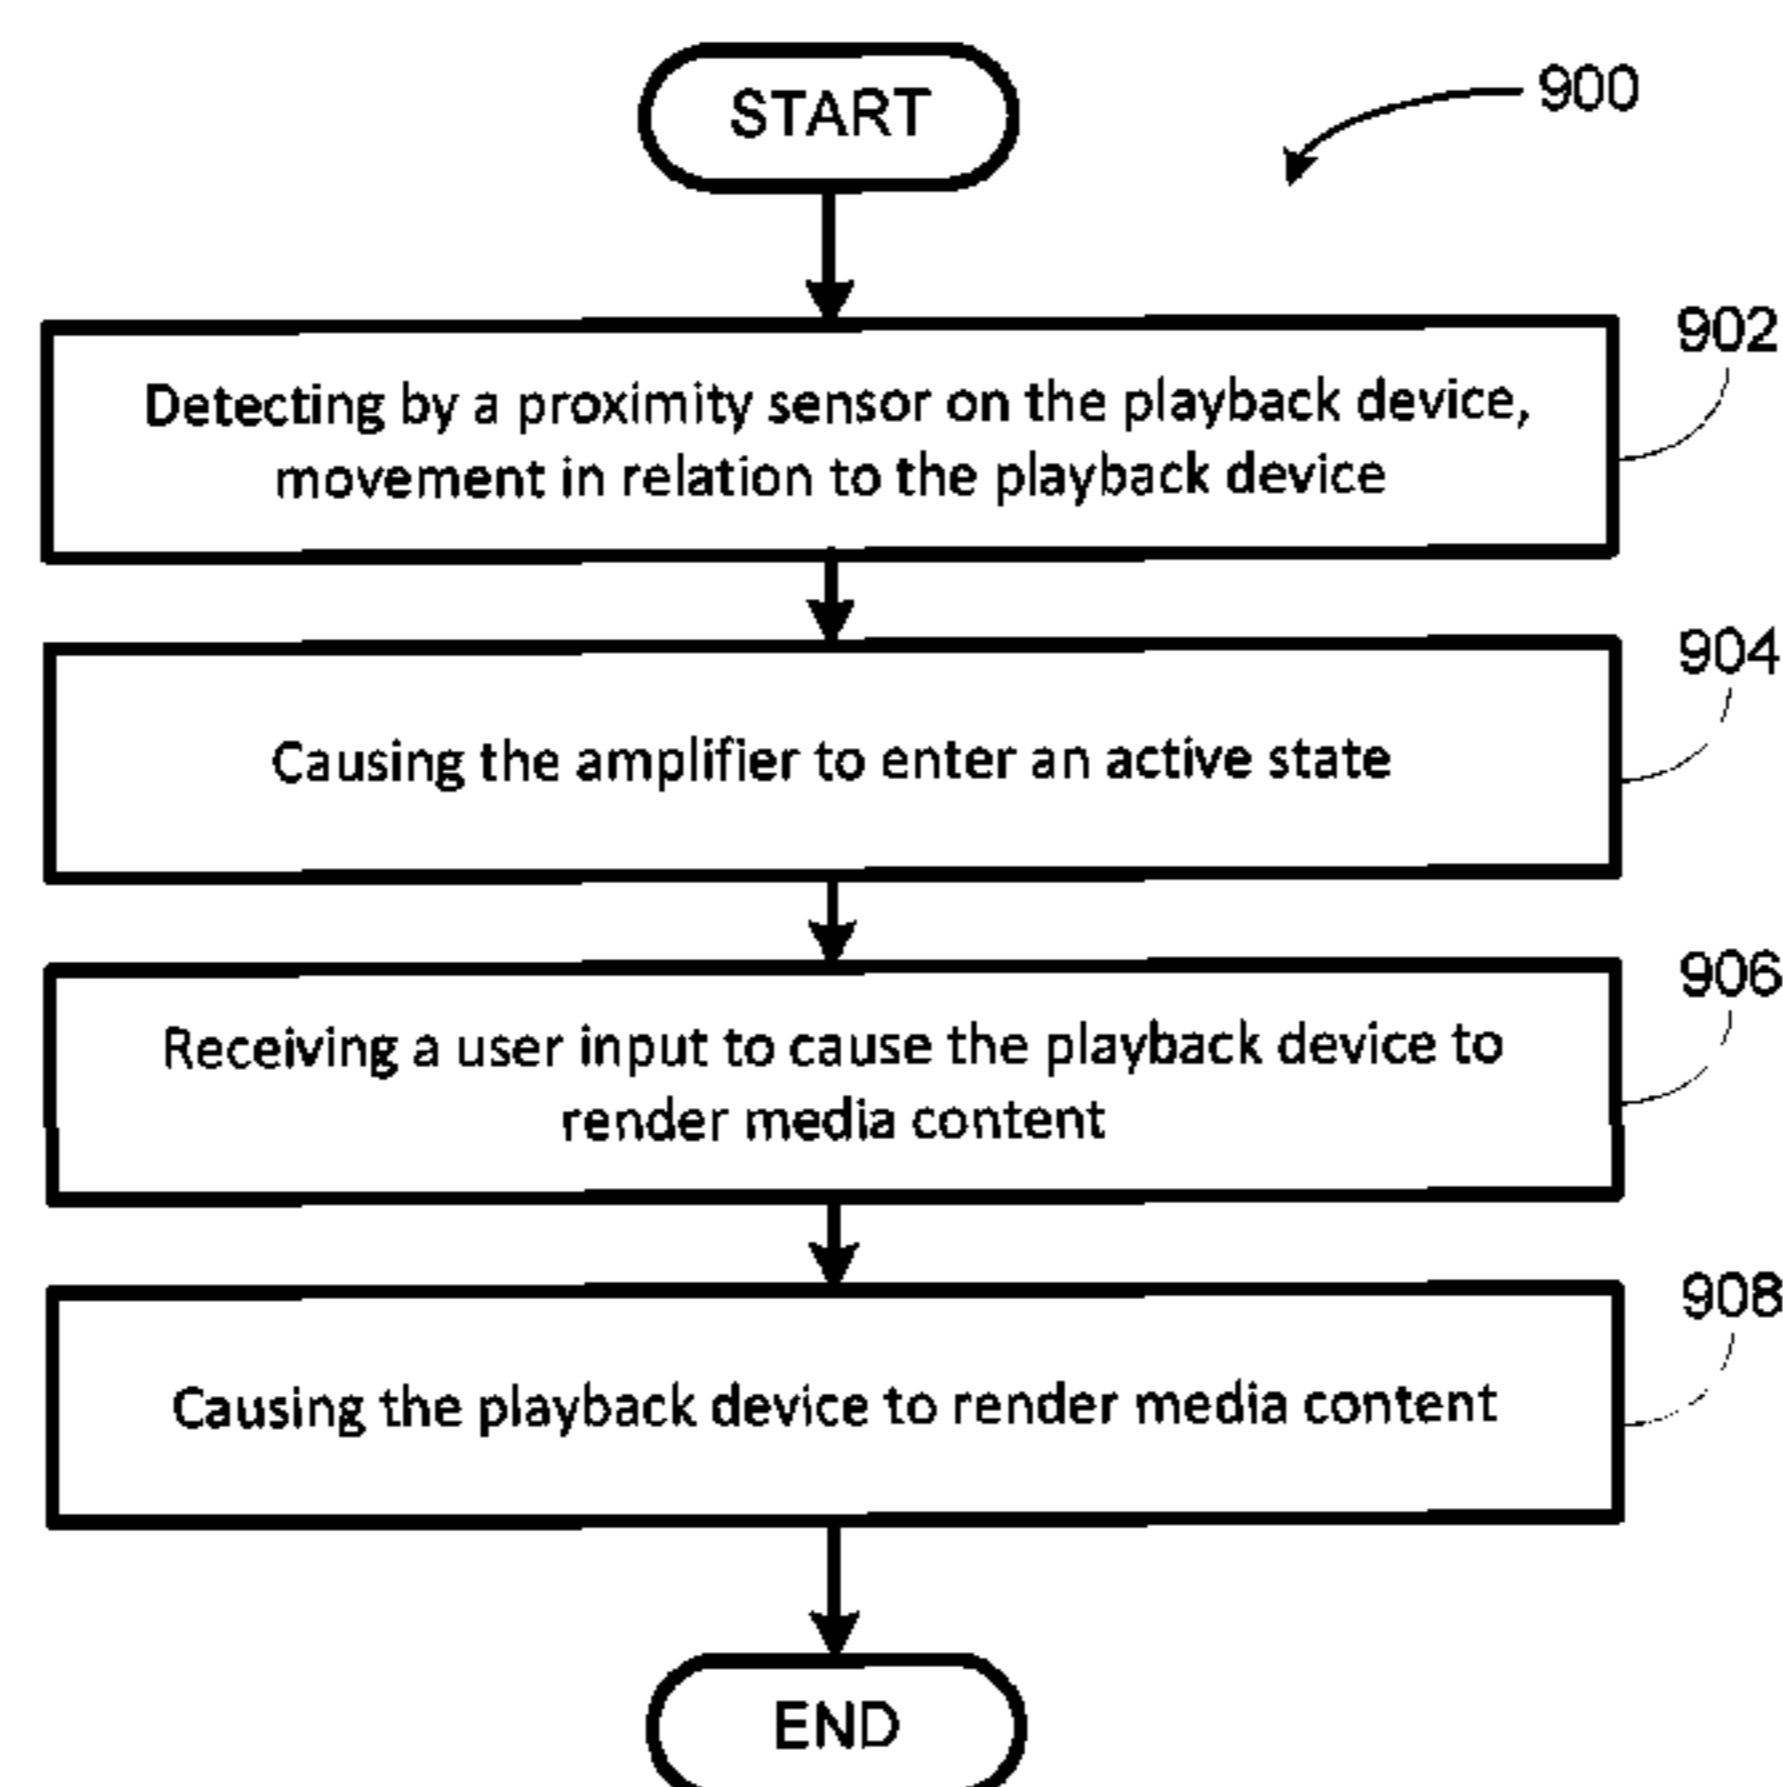 START
900
902
Detecting by a proximity sensor on the playback device,
movement in relation to the playback device
904
Causing the amplifier to enter an active state
906
Receiving a user input to cause the playback device to
render media content
908
Causing the playback device to render media content
END